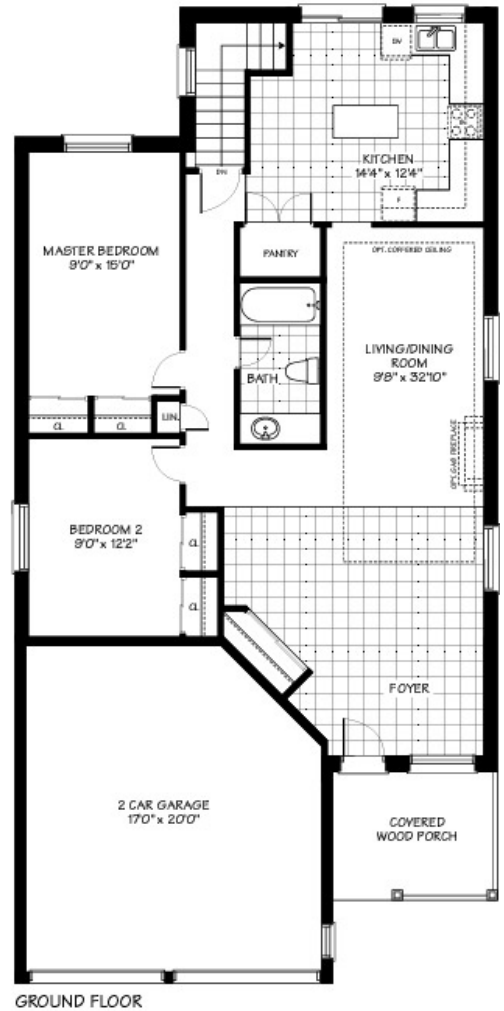 DW
KITCHEN
14'4" x 12'4"
DN
F
MASTER BEDROOM
9'0" x 15'0"
PANTRY
OPT. COFFERED CEILING
LIVING/DINING
ROOM
9'8" x 32'10"
BATH
CL
CL
LIN.
OPT. GAS FIREPLACE
BEDROOM 2
9'0" x 12'2"
CL
CL
FOYER
2 CAR GARAGE
17'0" x 20'0"
COVERED
WOOD PORCH
GROUND FLOOR